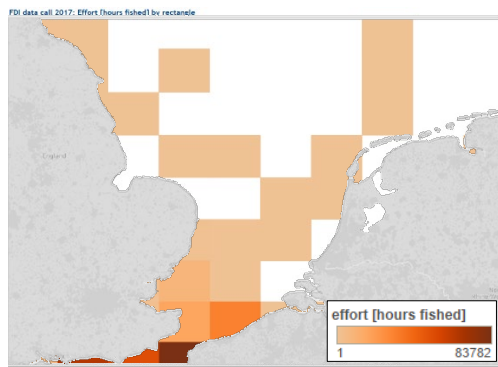 FDI data call 2017: Effort [hours fished] by rectangle
England
effort [hours fished]
1 83782